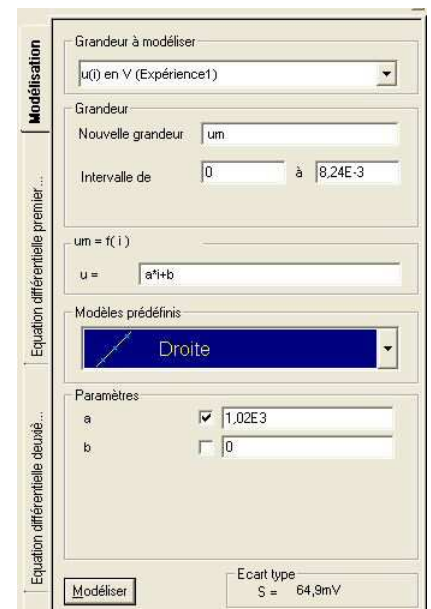 Modélisation
Equation différentielle premier...
Equation différentielle deuxiè...
Grandeur à modéliser
u(i) en V (Expérience1)
Grandeur
Nouvelle grandeur um
Intervalle de 0 à 8,24E-3
um = f( i )
u = a*i+b
Modèles prédéfinis
Droite
Paramètres
a 1,02E3
b 0
Modéliser
Ecart type
S = 64,9mV